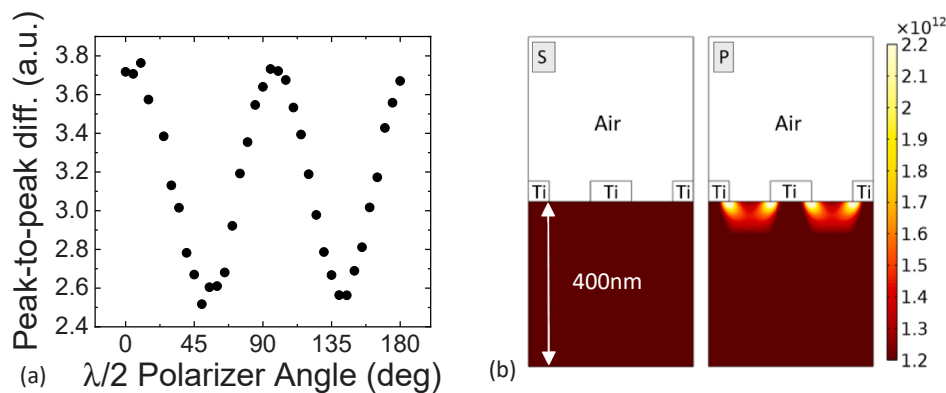 Peak-to-peak diff. (a.u.)
3.8
3.6
3.4
3.2
3.0
2.8
2.6
2.4
0 45 90 135 180
(a) λ/2 Polarizer Angle (deg)
S P
Air Air
Ti Ti Ti Ti Ti Ti
400nm
(b)
×10¹²
2.2
2.1
2
1.9
1.8
1.7
1.6
1.5
1.4
1.3
1.2